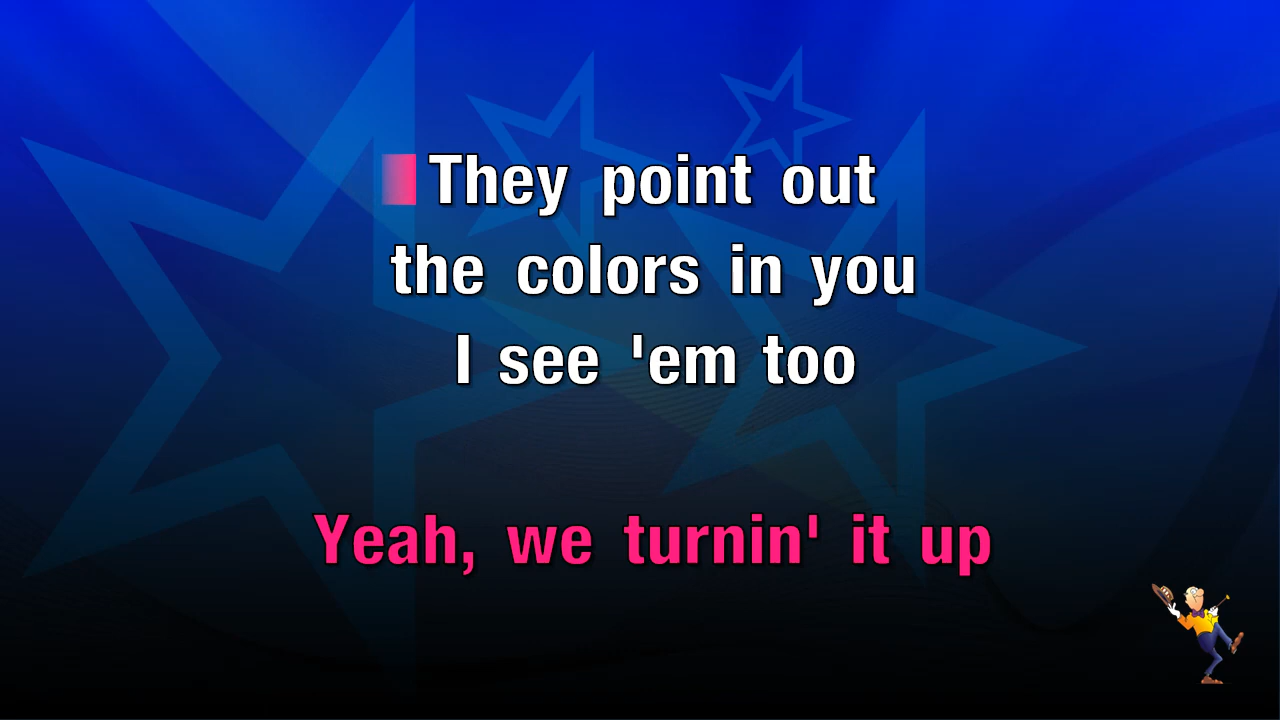 They point out
the colors in you
I see 'em too
Yeah, we turnin' it up